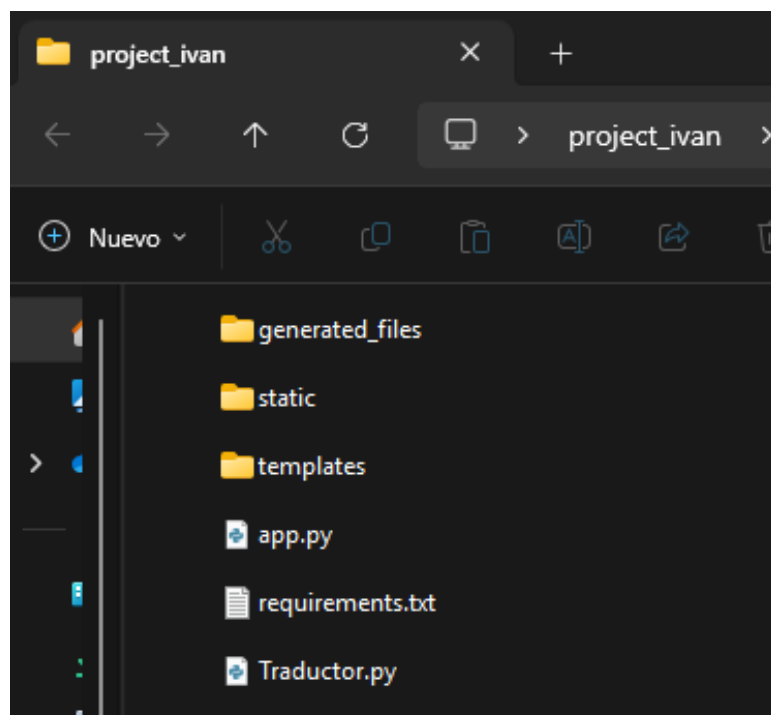 project_ivan
project_ivan
Nuevo
generated_files
static
templates
app.py
requirements.txt
Traductor.py